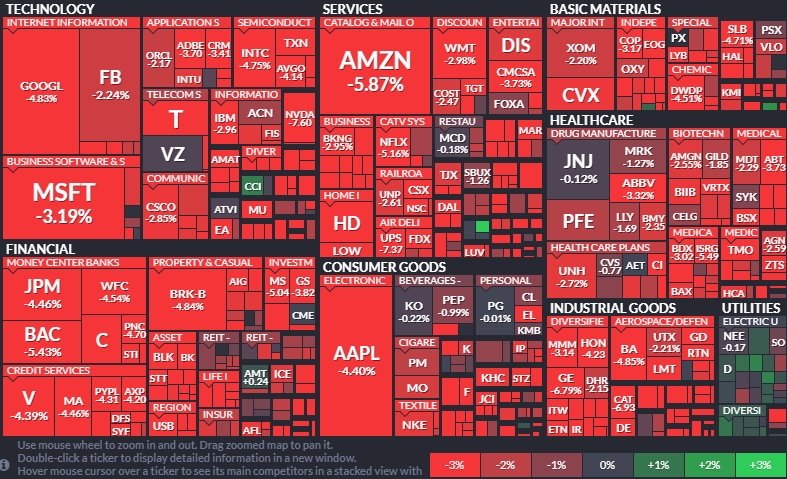 TECHNOLOGY
INTERNET INFORMATION
GOOGL
-4.83%
FB
-2.24%
APPLICATION S
ORCL
-2.17
ADBE
-3.70
CRM
-3.41
INTU
SEMICONDUCT
INTC
-4.75%
TXN
AVGO
-4.14
NVDA
-7.60
TELECOM S
T
VZ
INFORMATIO
IBM
-2.96
ACN
FIS
AMAT
DIVER
CCI
ATVI
MU
EA
BUSINESS SOFTWARE & S
MSFT
-3.19%
COMMUNIC
CSCO
-2.85%
SERVICES
CATALOG & MAIL O
AMZN
-5.87%
DISCOUN
WMT
-2.98%
COST
-2.47
TGT
ENTERTAI
DIS
CMCSA
-3.73%
FOXA
BUSINESS
BKNG
-2.95%
CATV SYS
NFLX
-5.16%
RESTAU
MCD
-0.18%
SBUX
-1.26
MAR
RAILROA
UNP
-2.61
CSX
NSC
TJX
DAL
HOME I
HD
LOW
AIR DELI
UPS
-7.37
FDX
LUV
BASIC MATERIALS
MAJOR INT
XOM
-2.20%
CVX
INDEPE
COP
-3.17
EOG
OXY
SPECIAL
PX
LYB
CHEMIC
DWDP
-4.51%
SLB
-4.71%
HAL
KMI
PSX
VLO
HEALTHCARE
DRUG MANUFACTURE
JNJ
-0.12%
MRK
-1.27%
ABBV
-3.32%
PFE
LLY
-1.69
BMY
-2.35
BIOTECHN
AMGN
-2.55%
GILD
-1.85
BIIB
VRTX
CELG
MEDICAL
MDT
-2.29
ABT
-3.73
SYK
BSX
HEALTH CARE PLANS
UNH
-2.72%
CVS
-0.77
AET
CI
MEDICA
BDX
-3.02
ISRG
-5.49
BAX
MEDIC
TMO
AGN
-2.59
ZTS
HCA
FINANCIAL
MONEY CENTER BANKS
JPM
-4.46%
WFC
-4.54%
BAC
-5.43%
C
PNC
-4.70
STI
PROPERTY & CASUAL
BRK-B
-4.84%
AIG
INVESTM
MS
-5.04
GS
-3.82
CME
CREDIT SERVICES
V
-4.39%
MA
-4.46%
PYPL
-4.31
AXP
-4.20
DFS
SYF
ASSET
BLK
BK
STT
REGION
USB
REIT -
LIFE I
INSUR
REIT -
AMT
+0.24
ICE
AFL
CONSUMER GOODS
ELECTRONIC
AAPL
-4.40%
BEVERAGES -
KO
-0.22%
PEP
-0.99%
PERSONAL
PG
-0.01%
CL
EL
KMB
CIGARE
PM
MO
TEXTILE
NKE
K
F
IP
KHC
STZ
JCI
INDUSTRIAL GOODS
DIVERSIFIE
MMM
-3.14
HON
-4.23
GE
-6.79%
DHR
-2.15
ITW
ETN
IR
AEROSPACE/DEFEN
BA
-4.85%
UTX
-2.21%
GD
LMT
RTN
CAT
-6.93
DE
UTILITIES
ELECTRIC U
NEE
-0.17
SO
D
DIVERSI
Use mouse wheel to zoom in and out. Drag zoomed map to pan it.
Double-click a ticker to display detailed information in a new window.
Hover mouse cursor over a ticker to see its main competitors in a stacked view with
-3% -2% -1% 0% +1% +2% +3%